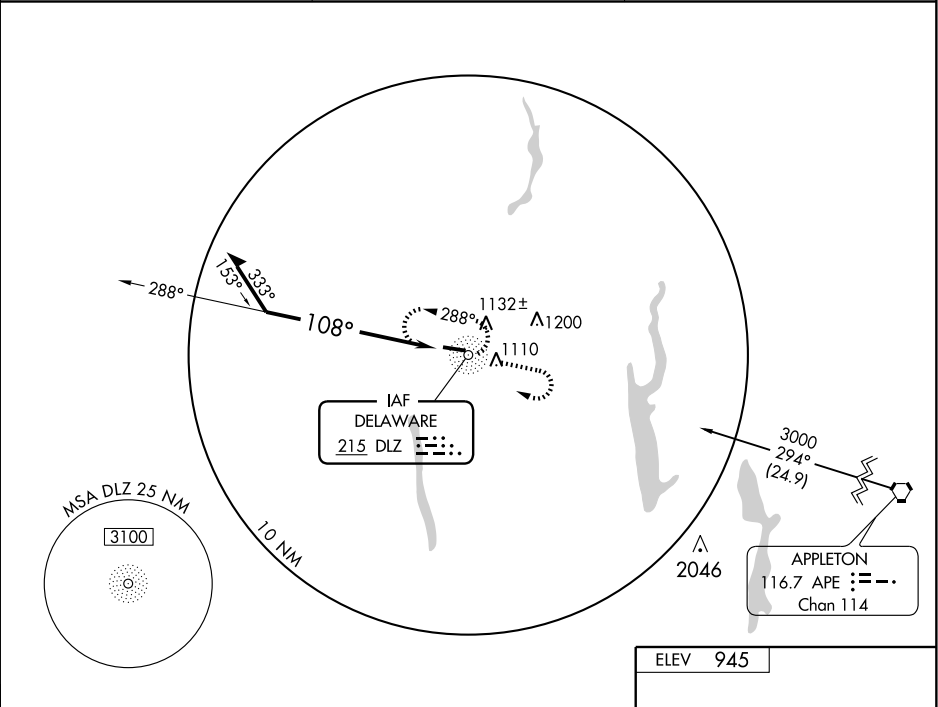 288°
153°
333°
108°
288°
1132±
1200
1110
IAF
DELAWARE
215 DLZ
3000
294°
(24.9)
MSA DLZ 25 NM
3100
10 NM
2046
APPLETON
116.7 APE
Chan 114
ELEV 945